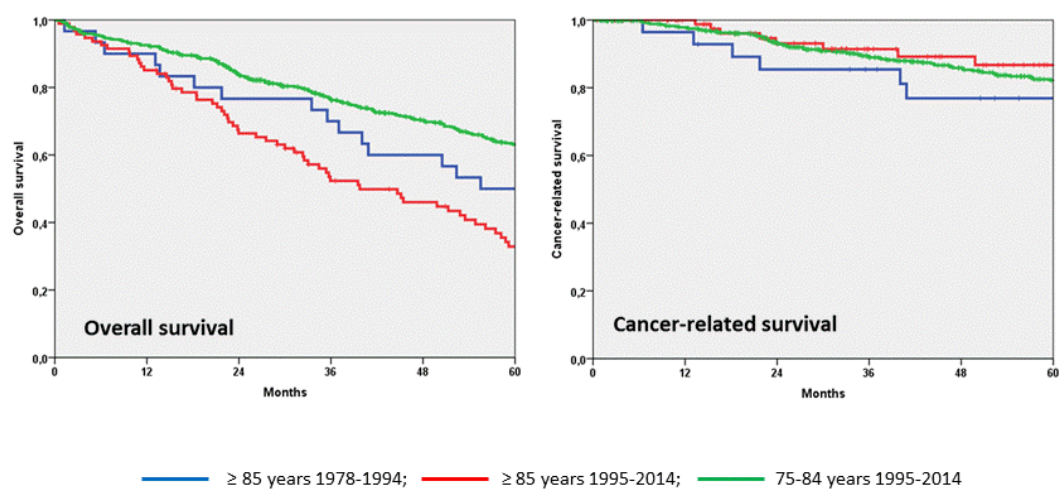 1,0
0,8
0,6
0,4
0,2
0,0
Overall survival
Overall survival
0 12 24 36 48 60
Months
1,0
0,8
0,6
0,4
0,2
0,0
Cancer-related survival
Cancer-related survival
0 12 24 36 48 60
Months
≥ 85 years 1978-1994; ≥ 85 years 1995-2014; 75-84 years 1995-2014